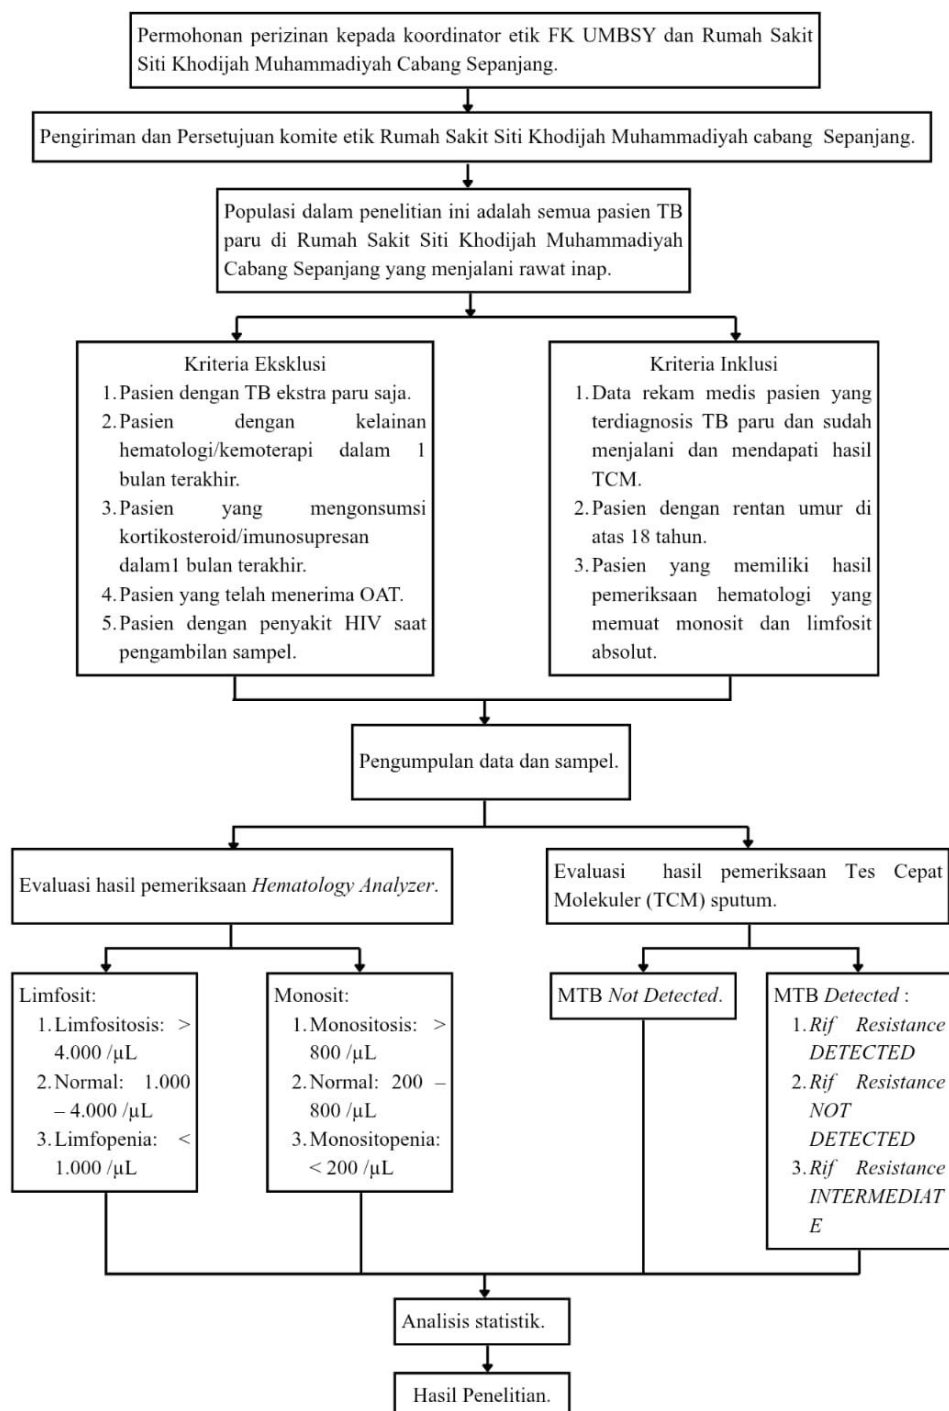 Permohonan perizinan kepada koordinator etik FK UMBSY dan Rumah Sakit
Siti Khodijah Muhammadiyah Cabang Sepanjang.
Pengiriman dan Persetujuan komite etik Rumah Sakit Siti Khodijah Muhammadiyah cabang Sepanjang.
Populasi dalam penelitian ini adalah semua pasien TB
paru di Rumah Sakit Siti Khodijah Muhammadiyah
Cabang Sepanjang yang menjalani rawat inap.
Kriteria Eksklusi
1. Pasien dengan TB ekstra paru saja.
2. Pasien dengan kelainan
hematologi/kemoterapi dalam 1
bulan terakhir.
3. Pasien yang mengonsumsi
kortikosteroid/imunosupresan
dalam1 bulan terakhir.
4. Pasien yang telah menerima OAT.
5. Pasien dengan penyakit HIV saat
pengambilan sampel.
Kriteria Inklusi
1. Data rekam medis pasien yang
terdiagnosis TB paru dan sudah
menjalani dan mendapati hasil
TCM.
2. Pasien dengan rentan umur di
atas 18 tahun.
3. Pasien yang memiliki hasil
pemeriksaan hematologi yang
memuat monosit dan limfosit
absolut.
Pengumpulan data dan sampel.
Evaluasi hasil pemeriksaan Hematology Analyzer.
Evaluasi hasil pemeriksaan Tes Cepat
Molekuler (TCM) sputum.
Limfosit:
1. Limfositosis: >
4.000 /µL
2. Normal: 1.000
– 4.000 /µL
3. Limfopenia: <
1.000 /µL
Monosit:
1. Monositosis: >
800 /µL
2. Normal: 200 –
800 /µL
3. Monositopenia:
< 200 /µL
MTB Not Detected.
MTB Detected :
1. Rif Resistance
DETECTED
2. Rif Resistance
NOT
DETECTED
3. Rif Resistance
INTERMEDIAT
E
Analisis statistik.
Hasil Penelitian.